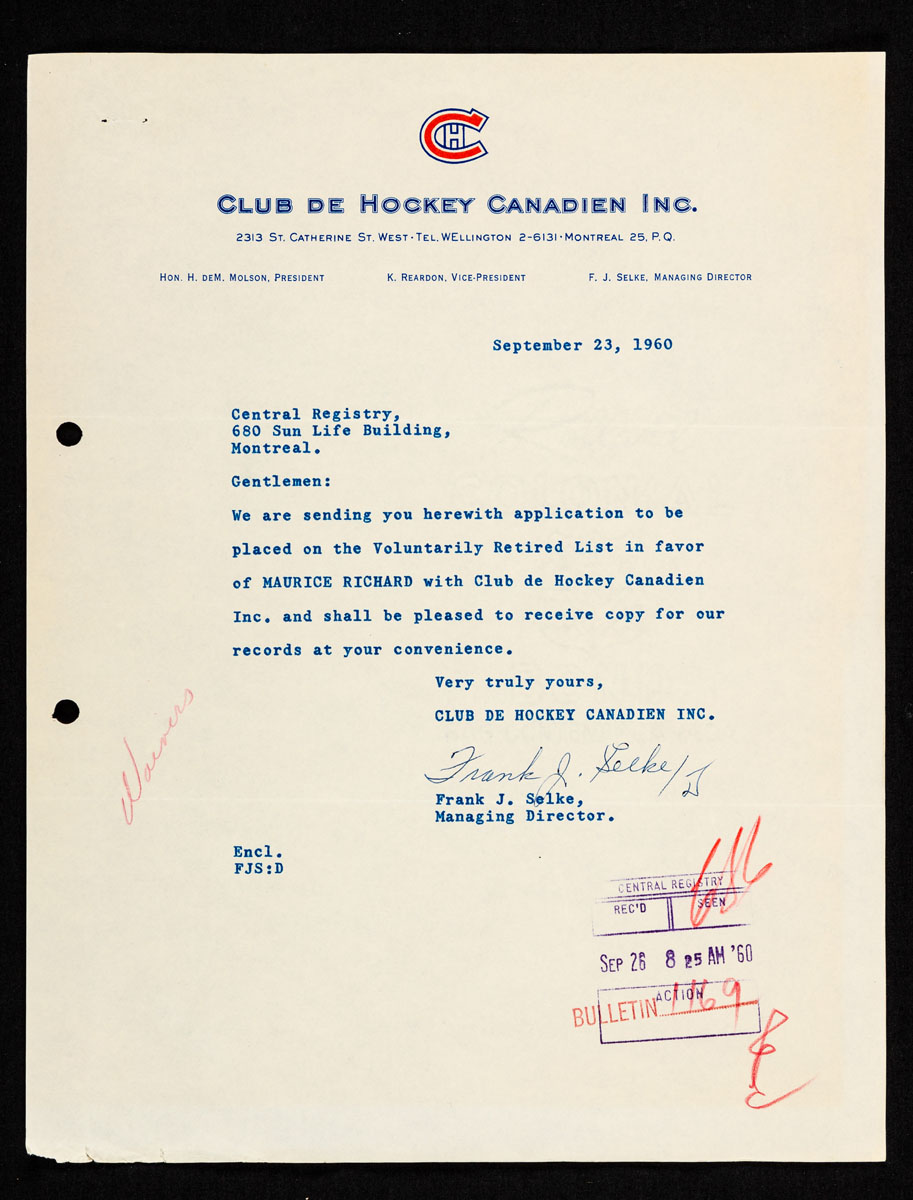 CH
CLUB DE HOCKEY CANADIEN INC.
2313 ST. CATHERINE ST. WEST · TEL. WELLINGTON 2-6131 · MONTREAL 25, P.Q.
HON. H. DEM. MOLSON, PRESIDENT K. REARDON, VICE-PRESIDENT F. J. SELKE, MANAGING DIRECTOR
September 23, 1960
Central Registry,
680 Sun Life Building,
Montreal.
Gentlemen:
We are sending you herewith application to be
placed on the Voluntarily Retired List in favor
of MAURICE RICHARD with Club de Hockey Canadien
Inc. and shall be pleased to receive copy for our
records at your convenience.
Very truly yours,
CLUB DE HOCKEY CANADIEN INC.
Waivers
Frank J. Selke/
Frank J. Selke,
Managing Director.
Encl.
FJS:D
CENTRAL REGISTRY
REC'D SEEN
SEP 26 8 25 AM '60
ACTION
BULLETIN 1169